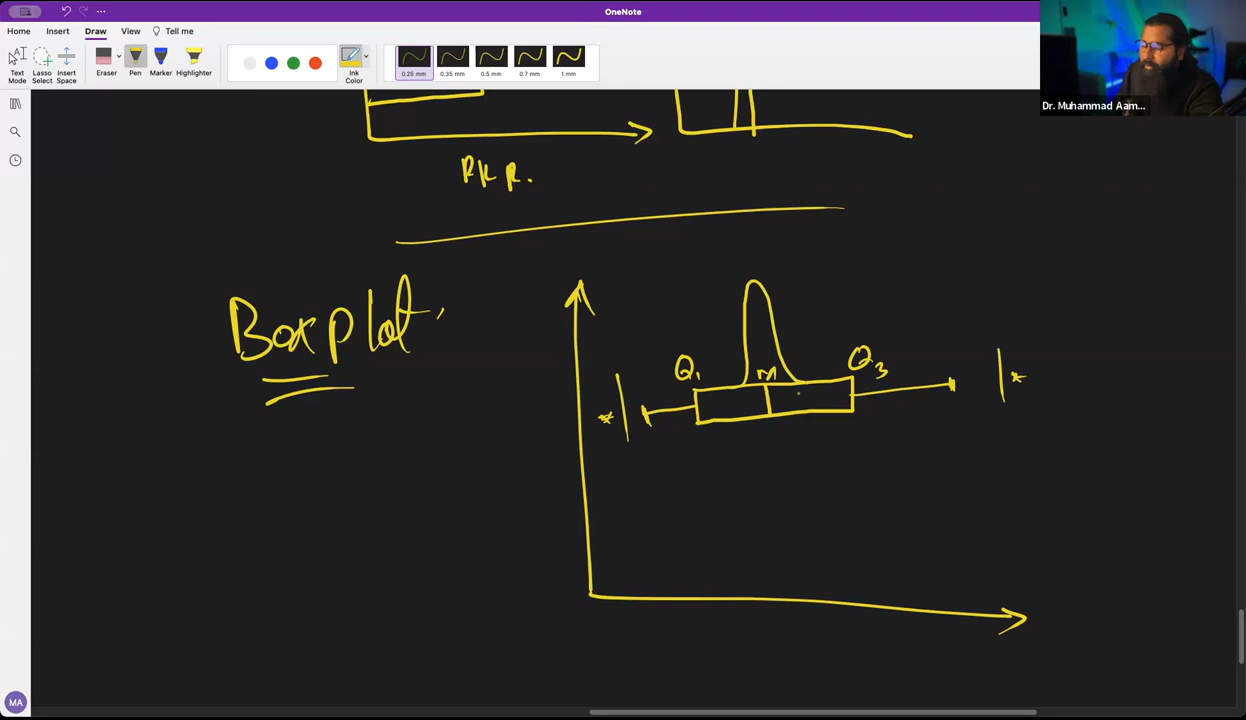 OneNote
Home Insert Draw View Tell me
Text Mode
Lasso Select
Insert Space
Eraser
Pen
Marker
Highlighter
Ink Color
0.25 mm
0.35 mm
0.5 mm
0.7 mm
1 mm
Dr. Muhammad Aam...
PKR.
Boxplot
Q1 M Q3
MA